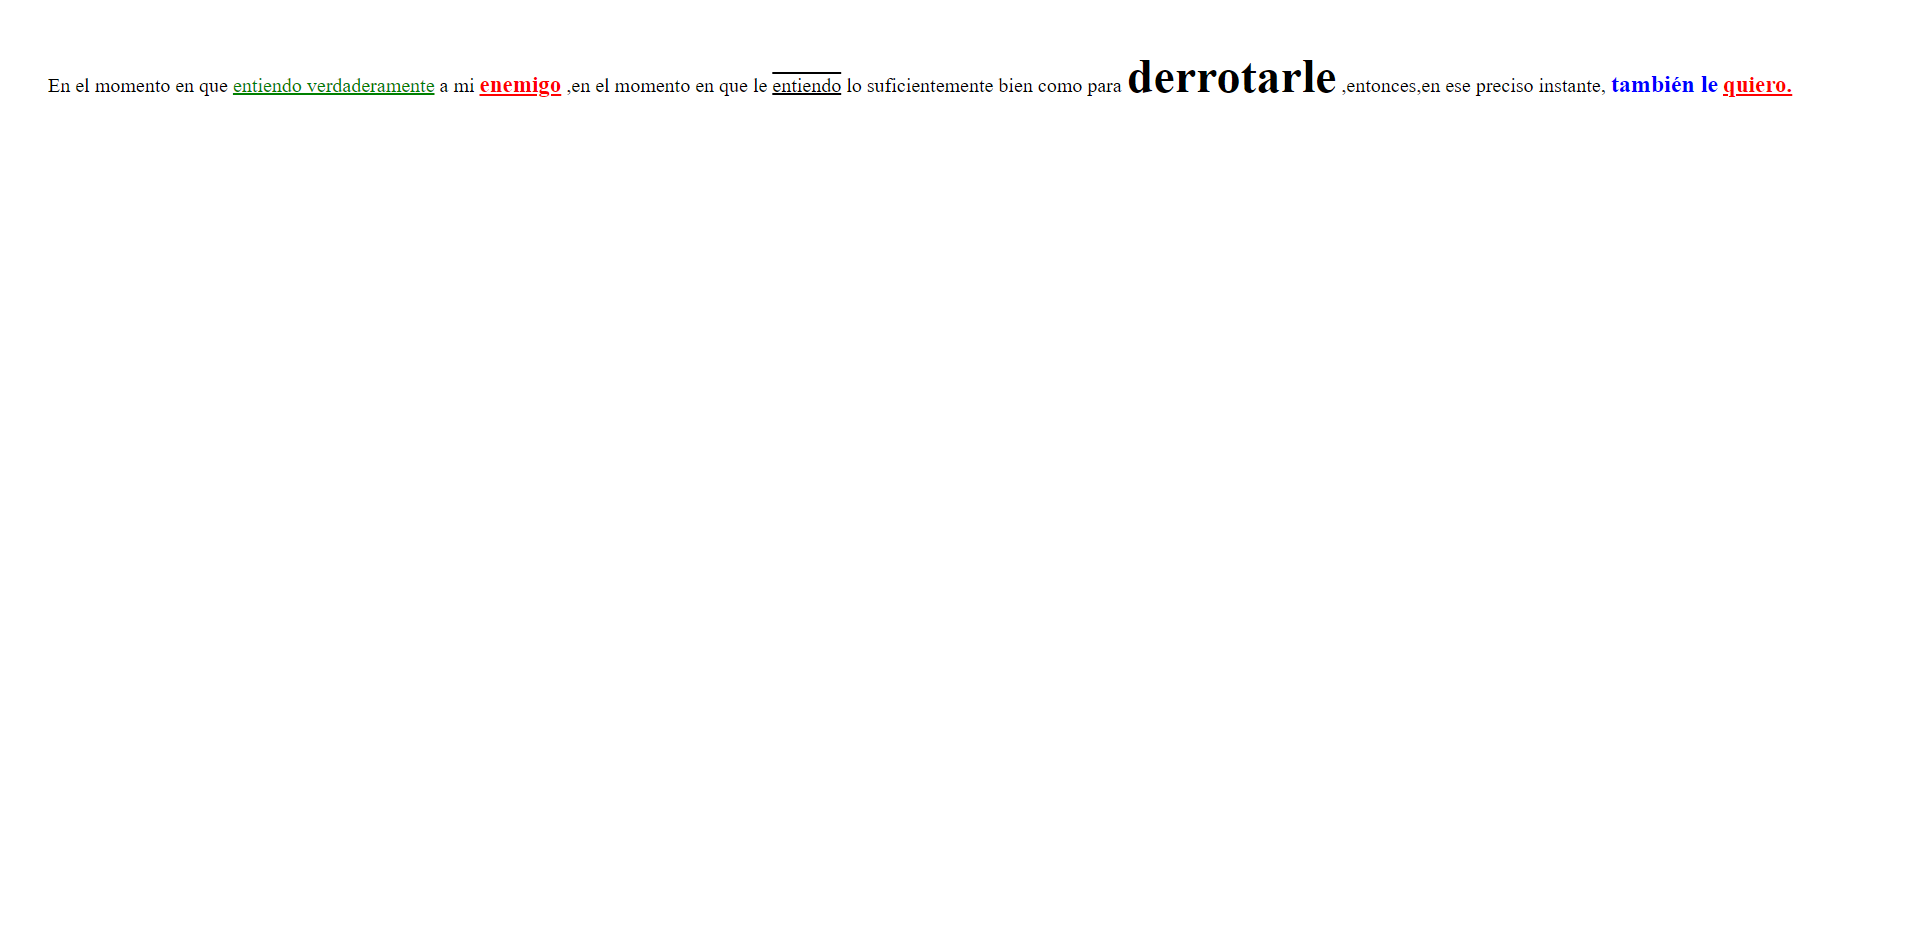 En el momento en que entiendo verdaderamente a mi enemigo ,en el momento en que le entiendo lo suficientemente bien como para derrotarle ,entonces,en ese preciso instante, también le quiero.